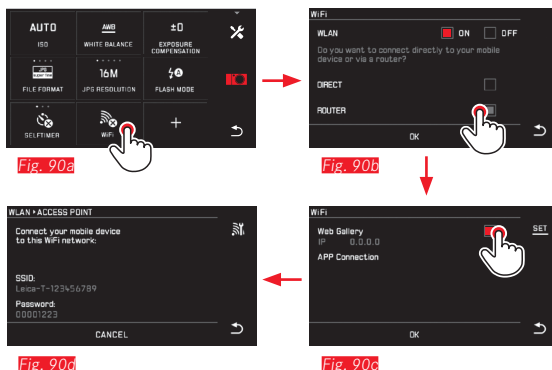 AUTO
ISO
AWB
WHITE BALANCE
±0
EXPOSURE
COMPENSATION
JPG
FILE FORMAT
16M
JPG RESOLUTION
FLASH MODE
SELFTIMER
WiFi
+
Fig. 90a
WiFi
WLAN
ON
OFF
Do you want to connect directly to your mobile
device or via a router?
DIRECT
ROUTER
OK
Fig. 90b
WLAN ▸ ACCESS POINT
Connect your mobile device
to this WiFi network:
SSID:
Leica-T-123456789
Password:
00001223
CANCEL
Fig. 90d
WiFi
Web Gallery
IP 0.0.0.0
APP Connection
SET
OK
Fig. 90c